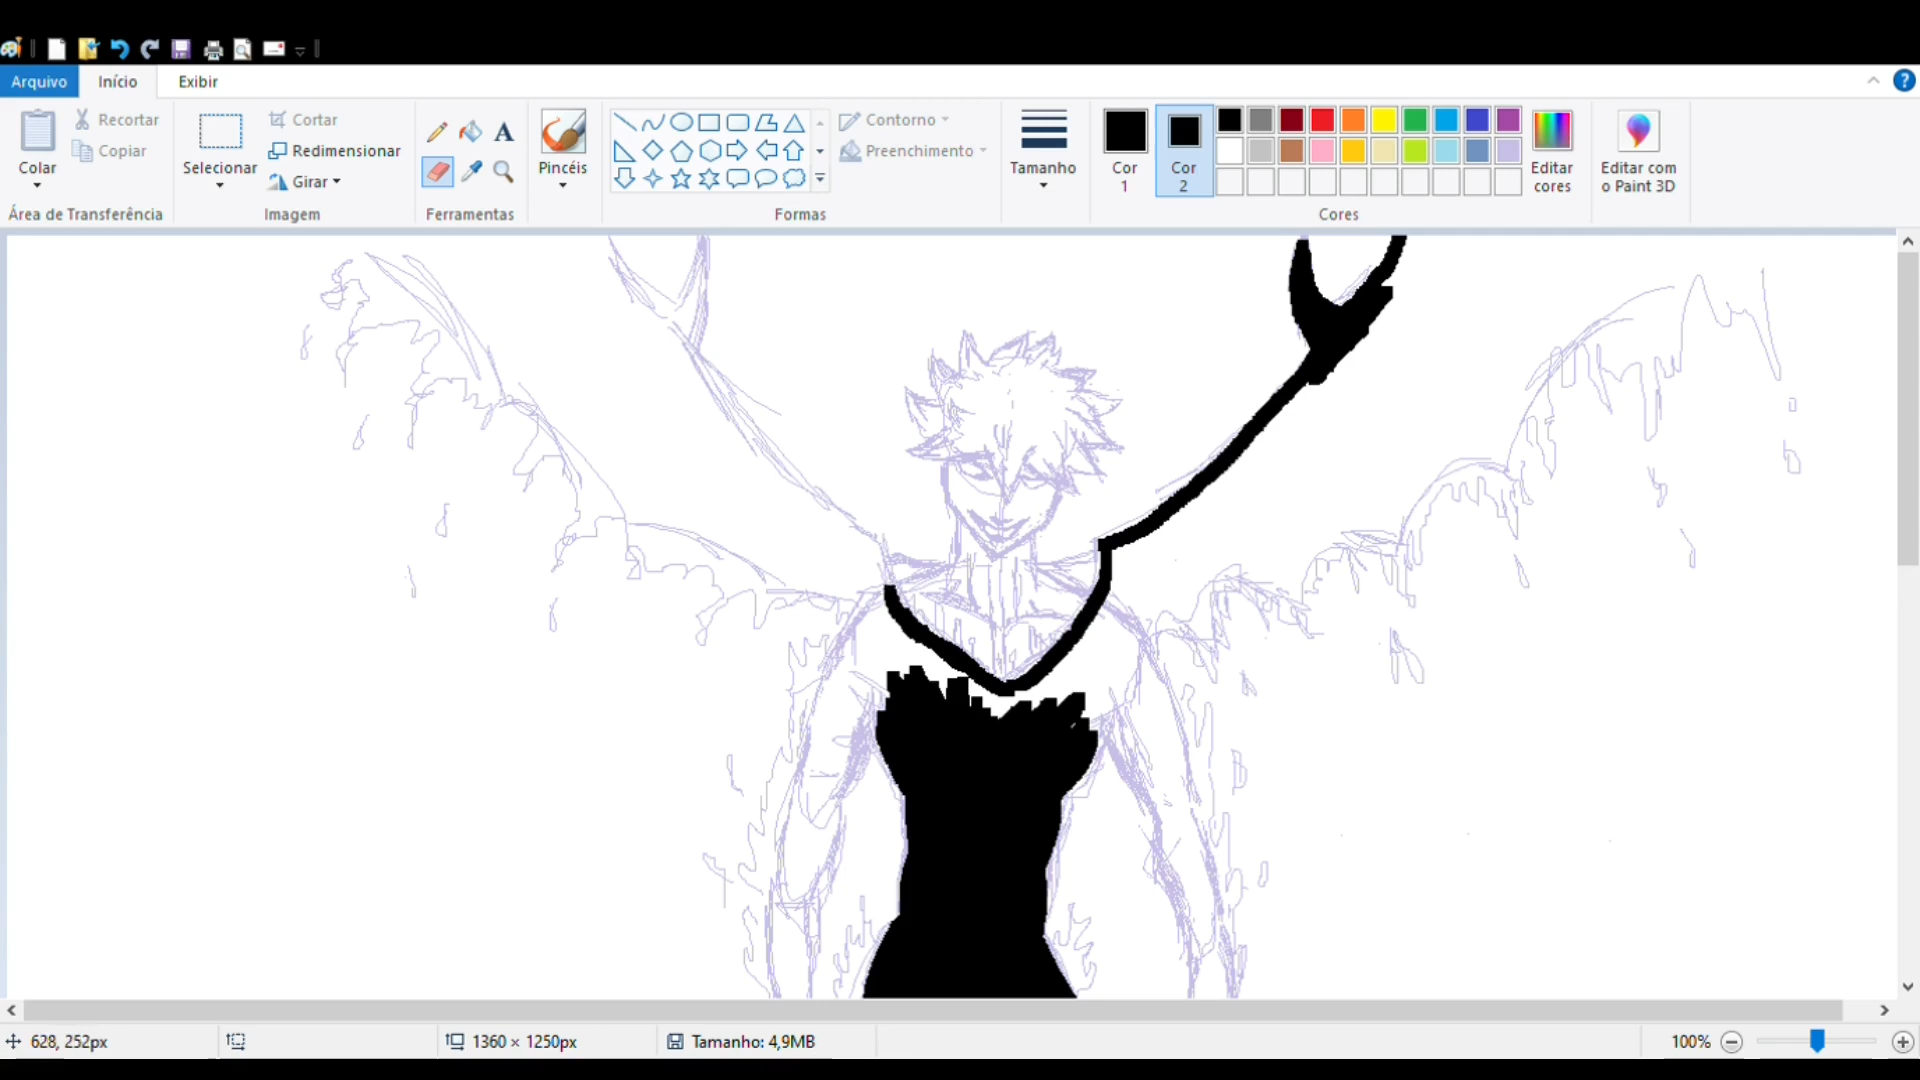 Arquivo Início Exibir
Colar
Recortar
Copiar
Área de Transferência
Selecionar
Cortar
Redimensionar
Girar
Imagem
A
Ferramentas
Pincéis
Formas
Contorno
Preenchimento
Tamanho
Cor
1
Cor
2
Cores
Editar
cores
Editar com
o Paint 3D
?
628, 252px
1360 × 1250px
Tamanho: 4,9MB
100%